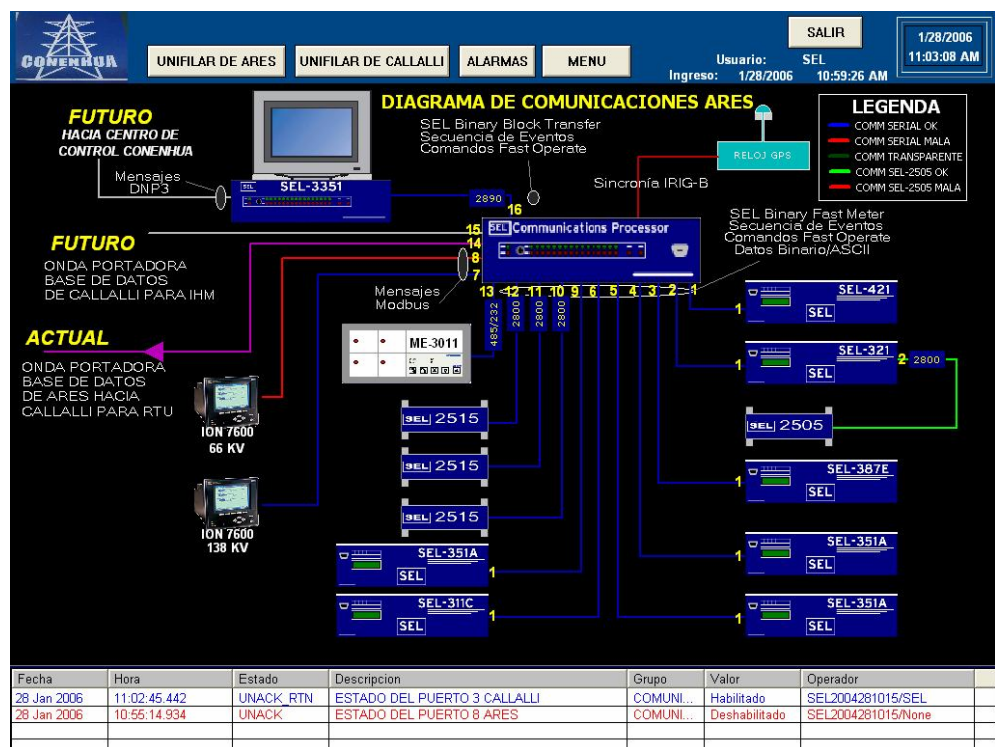 CONENHUA
UNIFILAR DE ARES
UNIFILAR DE CALLALLI
ALARMAS
MENU
SALIR
Usuario: SEL
Ingreso: 1/28/2006 10:59:26 AM
1/28/2006
11:03:08 AM
DIAGRAMA DE COMUNICACIONES ARES
FUTURO
HACIA CENTRO DE
CONTROL CONENHUA
Mensajes
DNP3
SEL SEL-3351
SEL Binary Block Transfer
Secuencia de Eventos
Comandos Fast Operate
2890
16
RELOJ GPS
Sincronía IRIG-B
LEGENDA
COMM SERIAL OK
COMM SERIAL MALA
COMM TRANSPARENTE
COMM SEL-2505 OK
COMM SEL-2505 MALA
15
14
8
7
SEL Communications Processor
SEL Binary Fast Meter
Secuencia de Eventos
Comandos Fast Operate
Datos Binario/ASCII
FUTURO
ONDA PORTADORA
BASE DE DATOS
DE CALLALLI PARA IHM
Mensajes
Modbus
13 12 11 10 9 6 5 4 3 2 1
485/232
2800
2800
2800
ACTUAL
ONDA PORTADORA
BASE DE DATOS
DE ARES HACIA
CALLALLI PARA RTU
ME-3011
ION 7600
66 KV
ION 7600
138 KV
SEL 2515
SEL 2515
SEL 2515
SEL-351A
SEL
1
SEL-311C
SEL
1
1
SEL-421
SEL
1
SEL-321
SEL
2
2800
SEL 2505
1
SEL-387E
SEL
1
SEL-351A
SEL
1
SEL-351A
SEL
Fecha Hora Estado Descripcion Grupo Valor Operador
28 Jan 2006 11:02:45.442 UNACK_RTN ESTADO DEL PUERTO 3 CALLALLI COMUNI... Habilitado SEL2004281015/SEL
28 Jan 2006 10:55:14.934 UNACK ESTADO DEL PUERTO 8 ARES COMUNI... Deshabilitado SEL2004281015/None